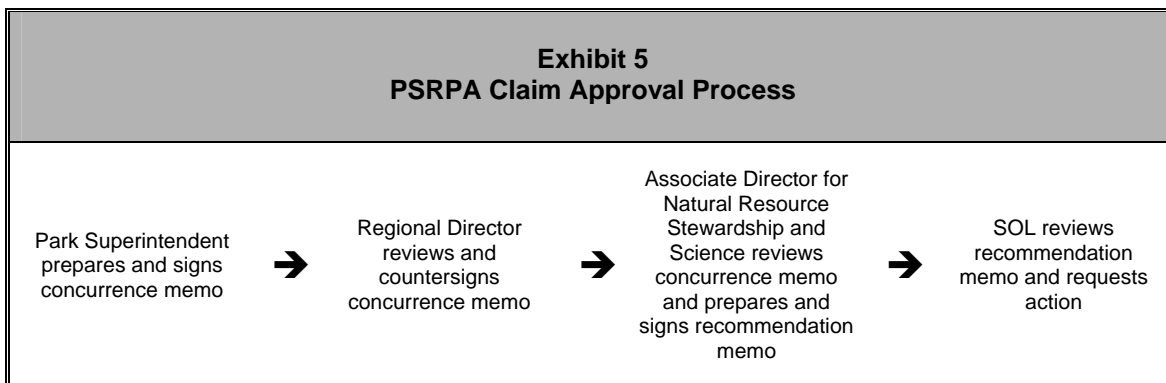 Exhibit 5
PSRPA Claim Approval Process
Park Superintendent
prepares and signs
concurrence memo
➔
Regional Director
reviews and
countersigns
concurrence memo
➔
Associate Director for
Natural Resource
Stewardship and
Science reviews
concurrence memo
and prepares and
signs recommendation
memo
➔
SOL reviews
recommendation
memo and requests
action